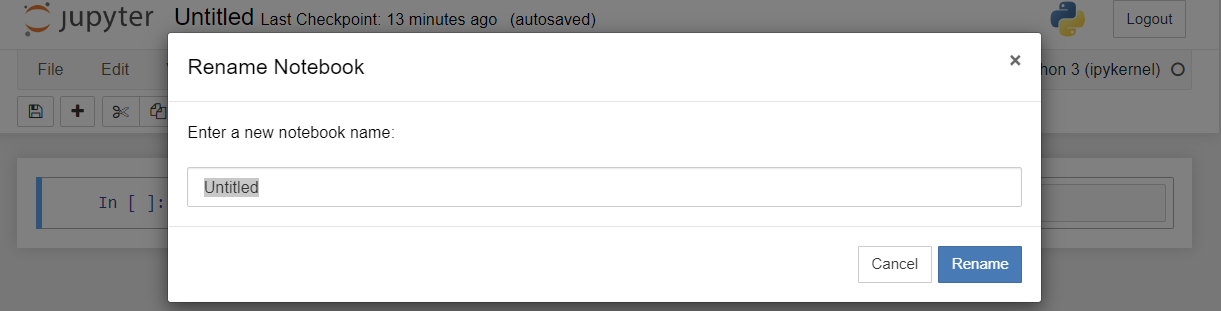 jupyter Untitled Last Checkpoint: 13 minutes ago (autosaved)
Logout
Rename Notebook
×
File Edit
3 (ipykernel)
Enter a new notebook name:
Untitled
In [ ]:
Cancel Rename